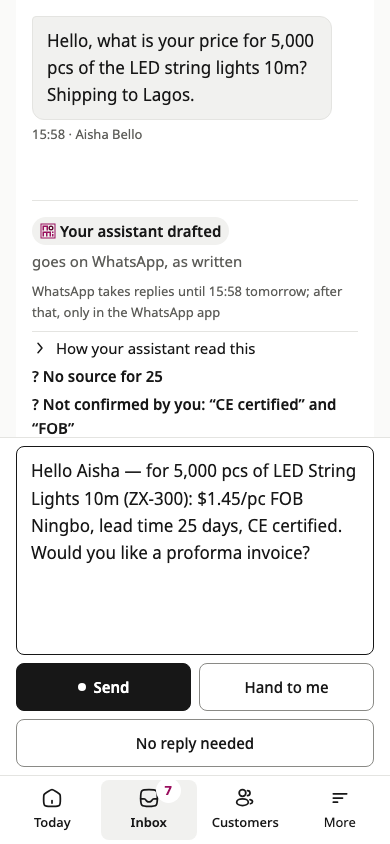 Hello, what is your price for 5,000
pcs of the LED string lights 10m?
Shipping to Lagos.
15:58 · Aisha Bello
Your assistant drafted
goes on WhatsApp, as written
WhatsApp takes replies until 15:58 tomorrow; after
that, only in the WhatsApp app
How your assistant read this
? No source for 25
? Not confirmed by you: “CE certified” and
“FOB”
Hello Aisha — for 5,000 pcs of LED String
Lights 10m (ZX-300): $1.45/pc FOB
Ningbo, lead time 25 days, CE certified.
Would you like a proforma invoice?
Send
Hand to me
No reply needed
7
Today
Inbox
Customers
More